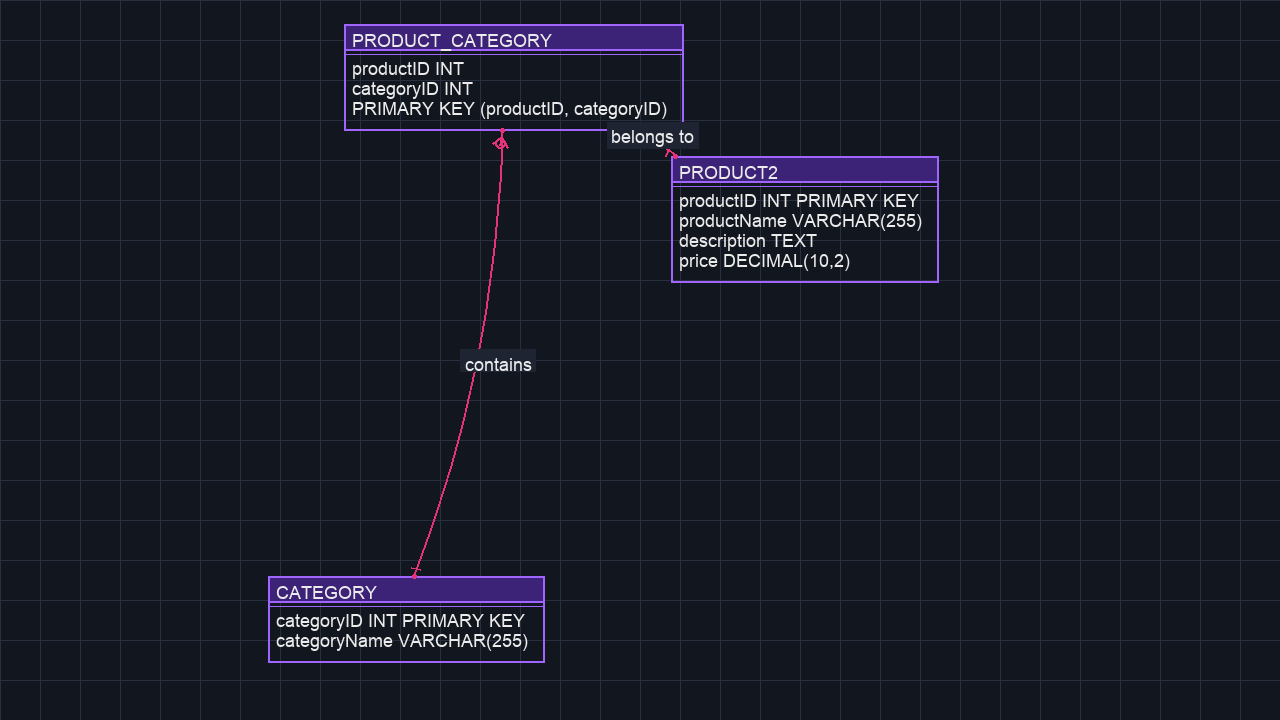 PRODUCT_CATEGORY
productID INT
categoryID INT
PRIMARY KEY (productID, categoryID)
belongs to
PRODUCT2
productID INT PRIMARY KEY
productName VARCHAR(255)
description TEXT
price DECIMAL(10,2)
contains
CATEGORY
categoryID INT PRIMARY KEY
categoryName VARCHAR(255)